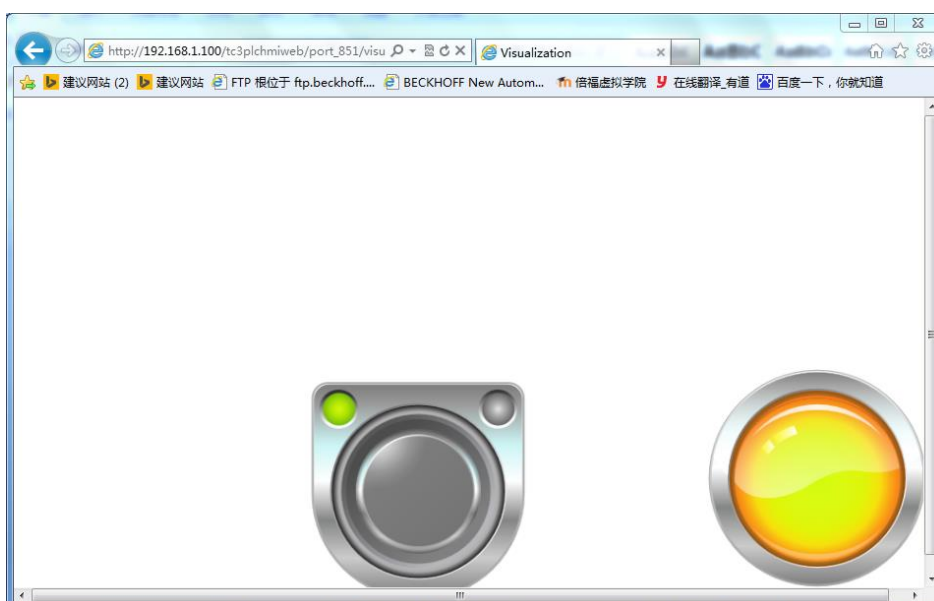 http://192.168.1.100/tc3plchmiweb/port_851/visu
Visualization
建议网站 (2) 建议网站 FTP 根位于 ftp.beckhoff.... BECKHOFF New Autom... 倍福虚拟学院 在线翻译_有道 百度一下，你就知道